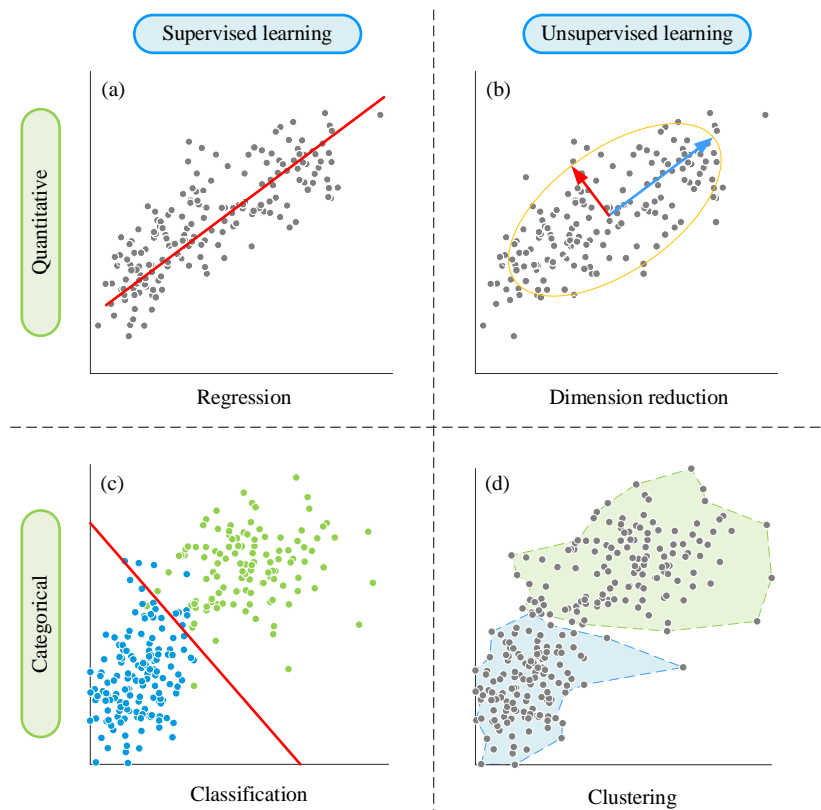 Supervised learning
Unsupervised learning
Quantitative
(a)
(b)
Regression
Dimension reduction
Categorical
(c)
(d)
Classification
Clustering